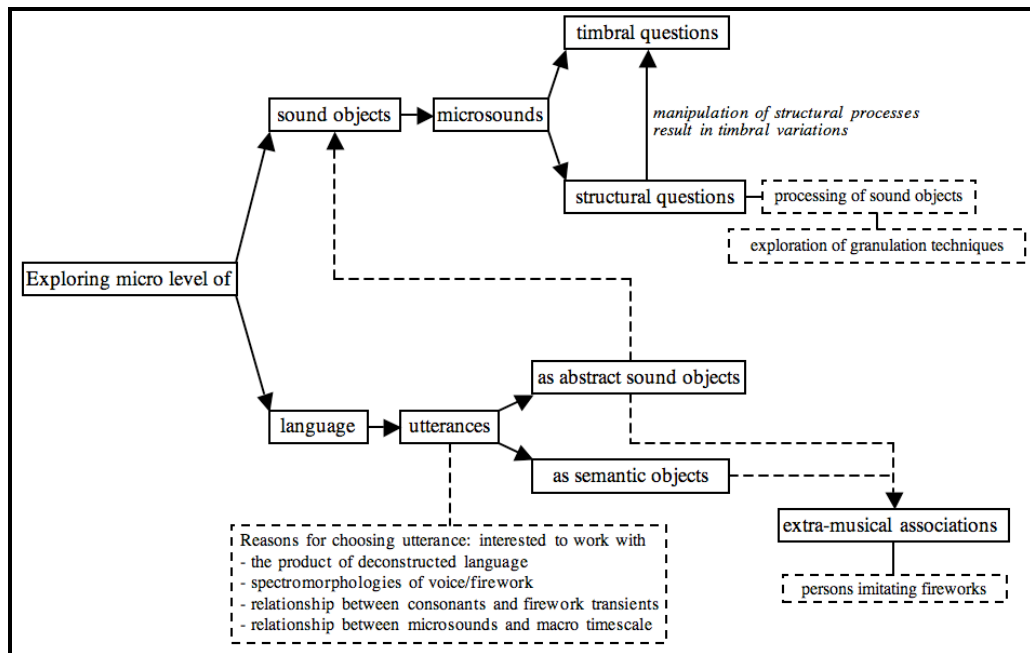 timbral questions
sound objects
microsounds
manipulation of structural processes
result in timbral variations
structural questions
processing of sound objects
exploration of granulation techniques
Exploring micro level of
as abstract sound objects
language
utterances
as semantic objects
extra-musical associations
persons imitating fireworks
Reasons for choosing utterance: interested to work with
- the product of deconstructed language
- spectromorphologies of voice/firework
- relationship between consonants and firework transients
- relationship between microsounds and macro timescale